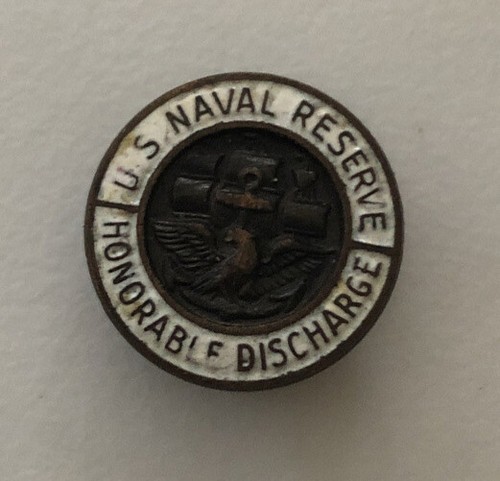 U S NAVAL RESERVE
HONORABLE DISCHARGE